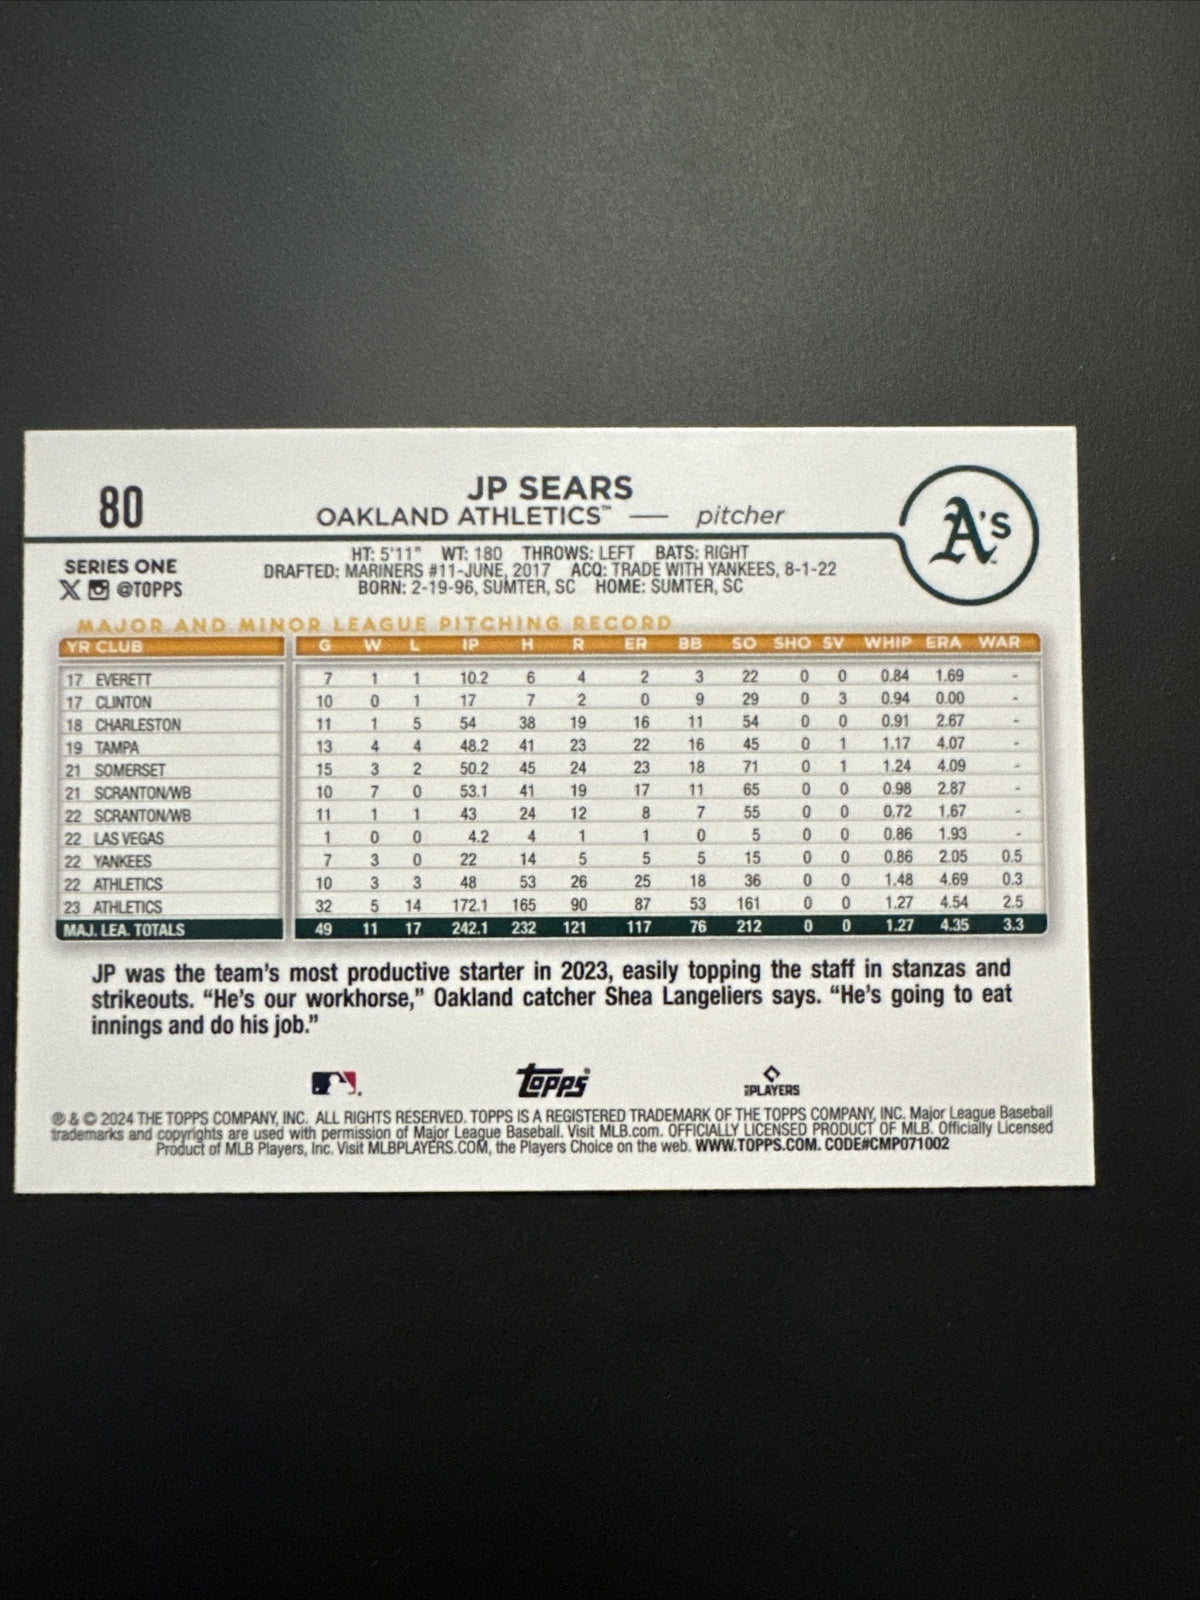 80
JP SEARS
OAKLAND ATHLETICS™ — pitcher
A's
SERIES ONE
@TOPPS
HT: 5'11" WT: 180 THROWS: LEFT BATS: RIGHT
DRAFTED: MARINERS #11-JUNE, 2017 ACQ: TRADE WITH YANKEES, 8-1-22
BORN: 2-19-96, SUMTER, SC HOME: SUMTER, SC
MAJOR AND MINOR LEAGUE PITCHING RECORD
YR CLUB G W L IP H R ER BB SO SHO SV WHIP ERA WAR
17 EVERETT 7 1 1 10.2 6 4 2 3 22 0 0 0.84 1.69 -
17 CLINTON 10 0 1 17 7 2 0 9 29 0 3 0.94 0.00 -
18 CHARLESTON 11 1 5 54 38 19 16 11 54 0 0 0.91 2.67 -
19 TAMPA 13 4 4 48.2 41 23 22 16 45 0 1 1.17 4.07 -
21 SOMERSET 15 3 2 50.2 45 24 23 18 71 0 1 1.24 4.09 -
21 SCRANTON/WB 10 7 0 53.1 41 19 17 11 65 0 0 0.98 2.87 -
22 SCRANTON/WB 11 1 1 43 24 12 8 7 55 0 0 0.72 1.67 -
22 LAS VEGAS 1 0 0 4.2 4 1 1 0 5 0 0 0.86 1.93 -
22 YANKEES 7 3 0 22 14 5 5 5 15 0 0 0.86 2.05 0.5
22 ATHLETICS 10 3 3 48 53 26 25 18 36 0 0 1.48 4.69 0.3
23 ATHLETICS 32 5 14 172.1 165 90 87 53 161 0 0 1.27 4.54 2.5
MAJ. LEA. TOTALS 49 11 17 242.1 232 121 117 76 212 0 0 1.27 4.35 3.3
JP was the team's most productive starter in 2023, easily topping the staff in stanzas and
strikeouts. “He's our workhorse,” Oakland catcher Shea Langeliers says. “He's going to eat
innings and do his job.”
Topps
PLAYERS
℗ & © 2024 THE TOPPS COMPANY, INC. ALL RIGHTS RESERVED. TOPPS IS A REGISTERED TRADEMARK OF THE TOPPS COMPANY, INC. Major League Baseball
trademarks and copyrights are used with permission of Major League Baseball. Visit MLB.com. OFFICIALLY LICENSED PRODUCT OF MLB. Officially Licensed
Product of MLB Players, Inc. Visit MLBPLAYERS.COM, the Players Choice on the web. WWW.TOPPS.COM. CODE#CMP071002